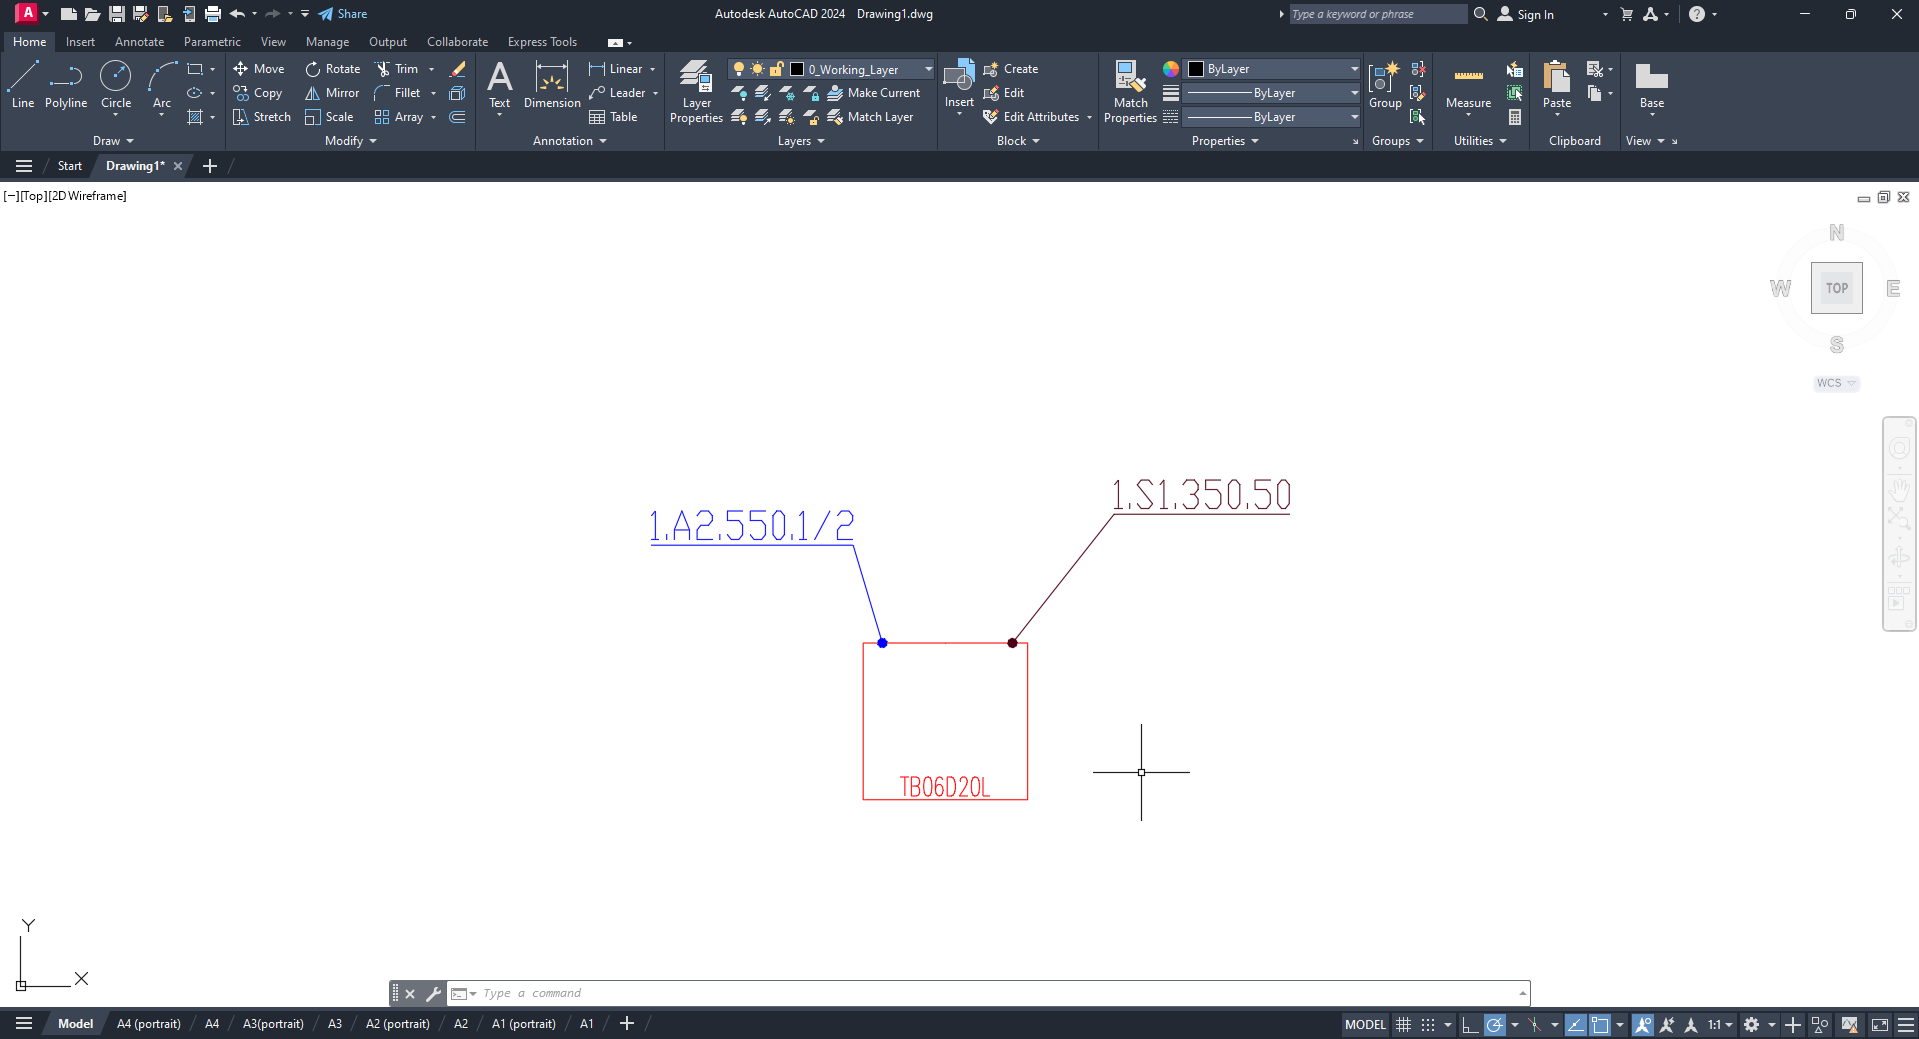 A Share Autodesk AutoCAD 2024 Drawing1.dwg Type a keyword or phrase Sign In
Home Insert Annotate Parametric View Manage Output Collaborate Express Tools
Line Polyline Circle Arc
Move Rotate Trim
Copy Mirror Fillet
Stretch Scale Array
Text Dimension
Linear
Leader
Table
Layer Properties
0_Working_Layer
Make Current
Match Layer
Insert
Create
Edit
Edit Attributes
Match Properties
ByLayer
ByLayer
ByLayer
Group Measure Paste Base
Draw Modify Annotation Layers Block Properties Groups Utilities Clipboard View
Start Drawing1*
[−][Top][2D Wireframe]
N
W TOP E
S
WCS
1.S1.350.50
1.A2.550.1/2
TB06D20L
Y
X
Type a command
Model A4 (portrait) A4 A3(portrait) A3 A2 (portrait) A2 A1 (portrait) A1 MODEL 1:1